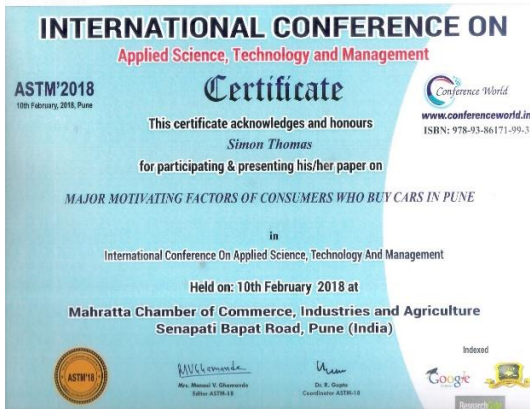 INTERNATIONAL CONFERENCE ON
Applied Science, Technology and Management
ASTM'2018
10th February, 2018, Pune
Certificate
Conference World
www.conferenceworld.in
ISBN: 978-93-86171-99-3
This certificate acknowledges and honours
Simon Thomas
for participating & presenting his/her paper on
MAJOR MOTIVATING FACTORS OF CONSUMERS WHO BUY CARS IN PUNE
in
International Conference On Applied Science, Technology And Management
Held on: 10th February 2018 at
Mahratta Chamber of Commerce, Industries and Agriculture
Senapati Bapat Road, Pune (India)
Indexed
ASTM'18
Editor ASTM-18
Dr. R. Gupta
Coordinator ASTM-18
Google